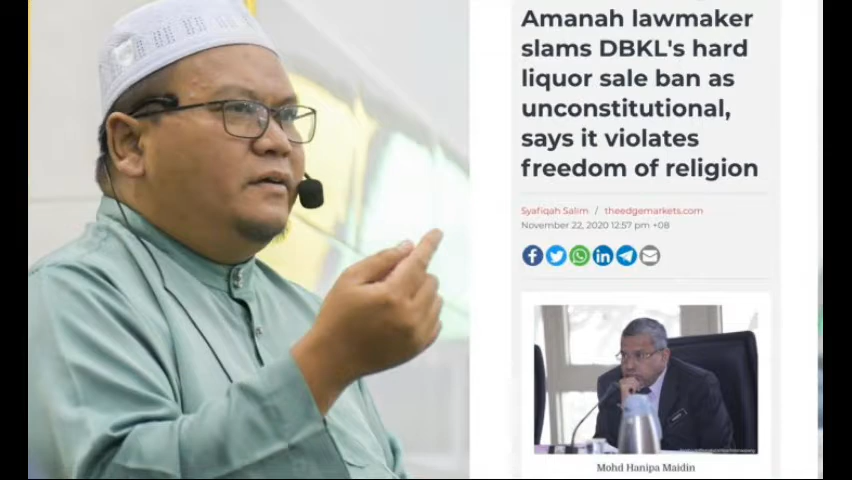 Amanah lawmaker
slams DBKL's hard
liquor sale ban as
unconstitutional,
says it violates
freedom of religion
Syafiqah Salim / theedgemarkets.com
November 22, 2020 12:57 pm +08
Mohd Hanipa Maidin